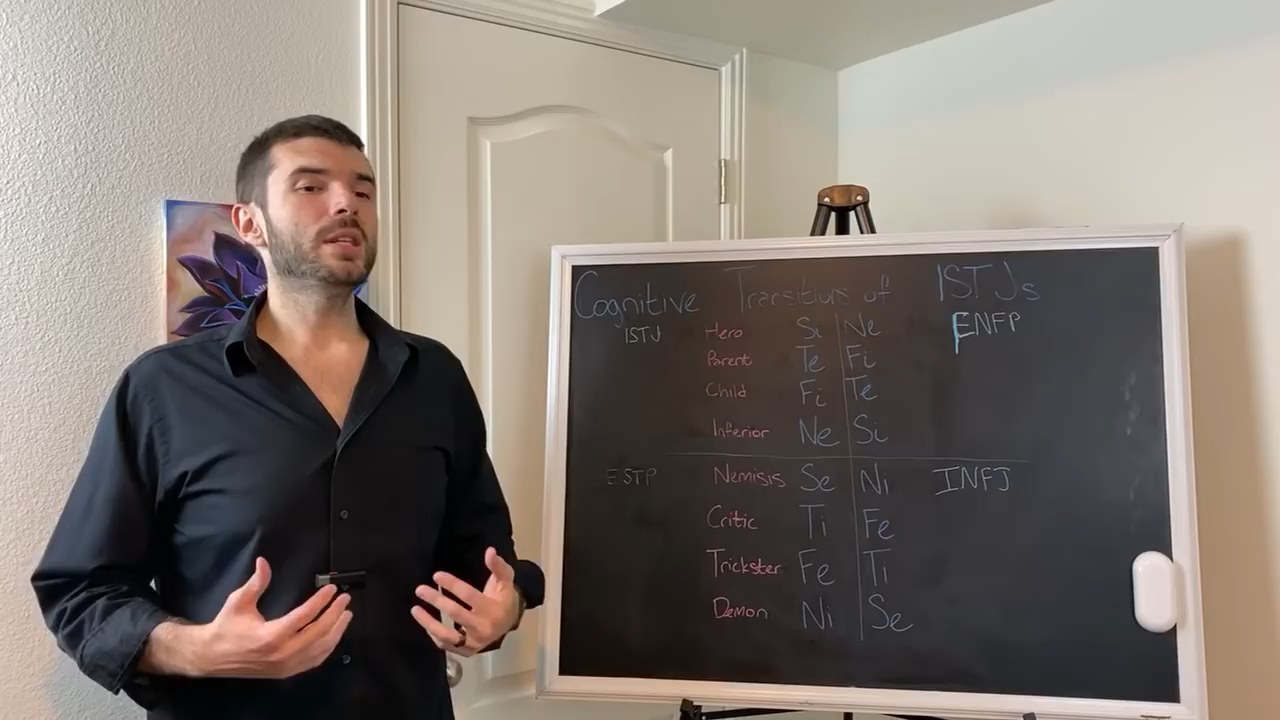 Cognitive Transitions of ISTJs
ISTJ Hero Si Ne ENFP
Parent Te Fi
Child Fi Te
Inferior Ne Si
ESTP Nemisis Se Ni INFJ
Critic Ti Fe
Trickster Fe Ti
Demon Ni Se